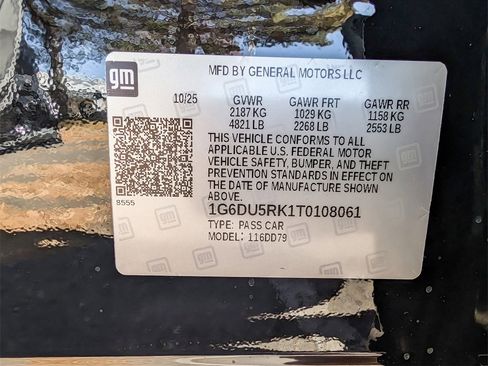 gm
MFD BY GENERAL MOTORS LLC
10/25 GVWR GAWR FRT GAWR RR
2187 KG 1029 KG 1158 KG
4821 LB 2268 LB 2553 LB
THIS VEHICLE CONFORMS TO ALL
APPLICABLE U.S. FEDERAL MOTOR
VEHICLE SAFETY, BUMPER, AND THEFT
PREVENTION STANDARDS IN EFFECT ON
THE DATE OF MANUFACTURE SHOWN
ABOVE.
8555
1G6DU5RK1T0108061
TYPE: PASS CAR
MODEL: 116DD79